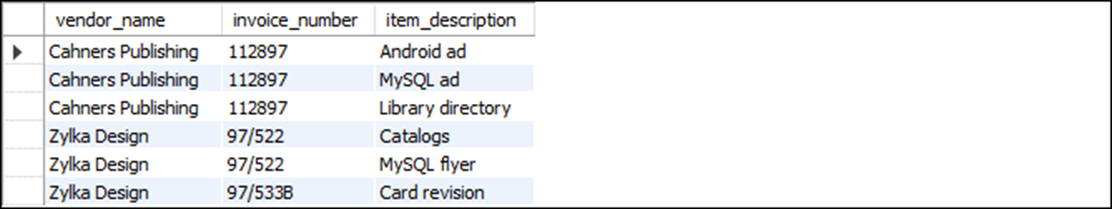 vendor_name invoice_number item_description
Cahners Publishing 112897 Android ad
Cahners Publishing 112897 MySQL ad
Cahners Publishing 112897 Library directory
Zylka Design 97/522 Catalogs
Zylka Design 97/522 MySQL flyer
Zylka Design 97/533B Card revision